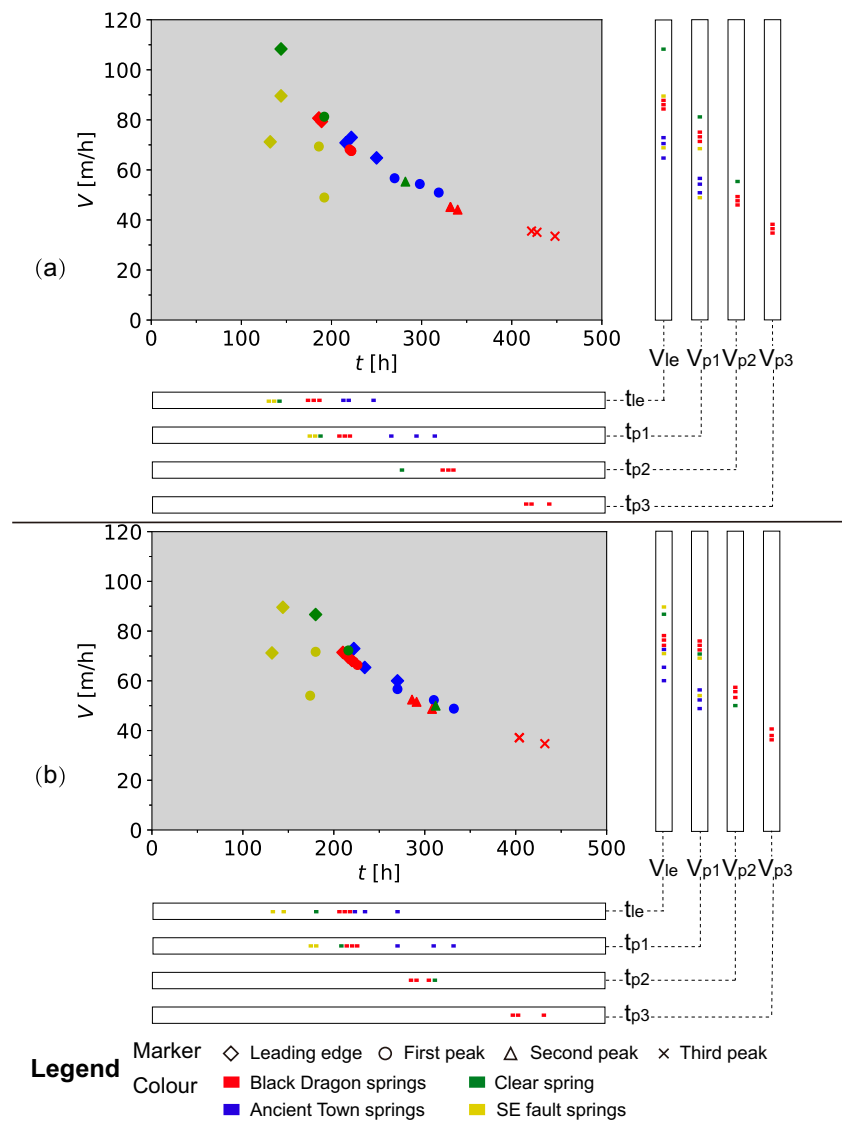 120
100
80
60
40
20
0
V [m/h]
(a)
0 100 200 300 400 500
t [h]
Vle Vp1 Vp2 Vp3
tle
tp1
tp2
tp3
120
100
80
60
40
20
0
V [m/h]
(b)
0 100 200 300 400 500
t [h]
Vle Vp1 Vp2 Vp3
tle
tp1
tp2
tp3
Legend
Marker Leading edge First peak Second peak Third peak
Colour Black Dragon springs Clear spring
Ancient Town springs SE fault springs